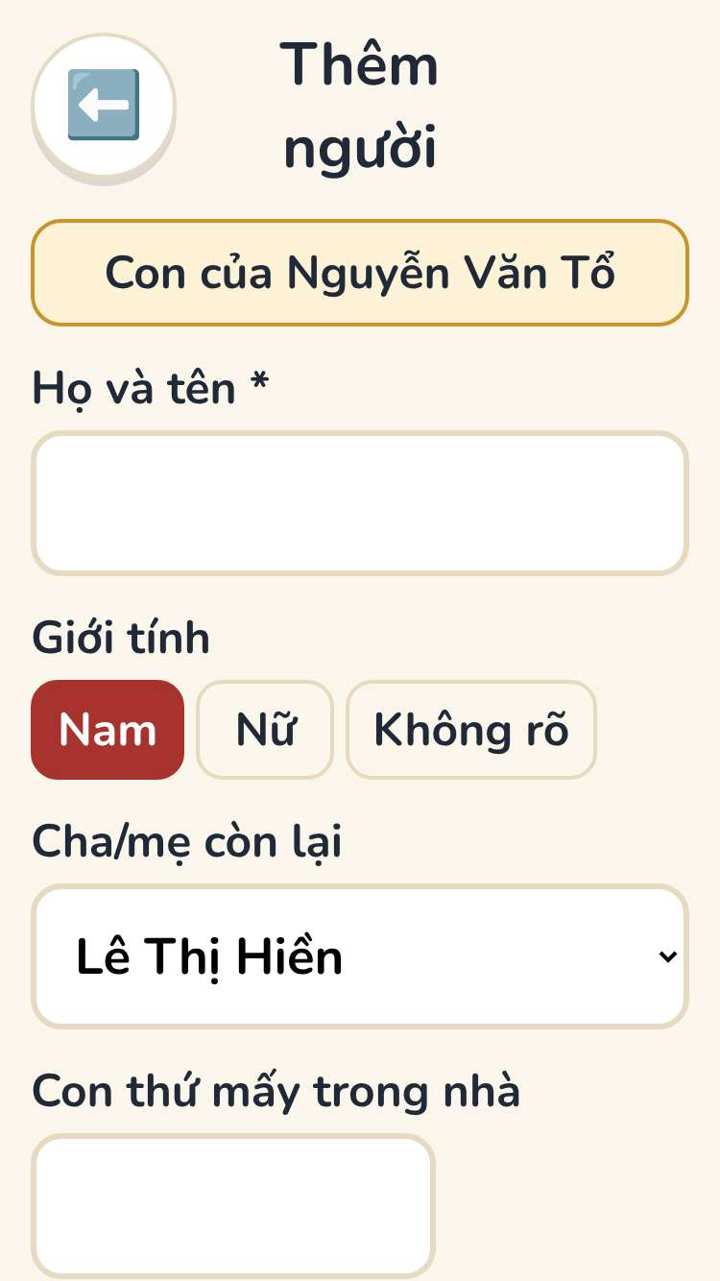 Thêm
người
Con của Nguyễn Văn Tổ
Họ và tên *
Giới tính
Nam
Nữ
Không rõ
Cha/mẹ còn lại
Lê Thị Hiền
Con thứ mấy trong nhà